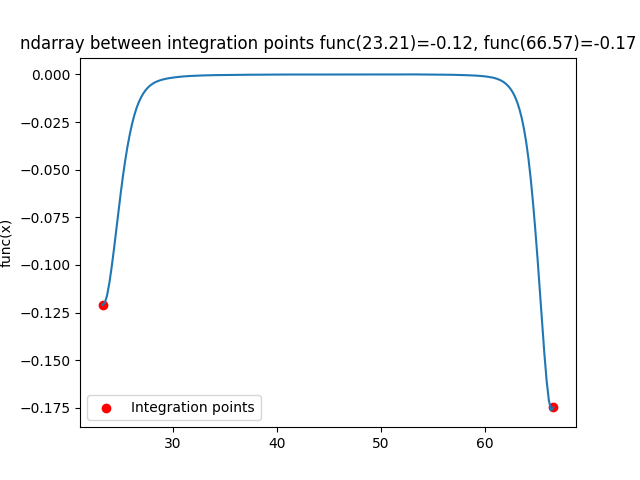 ndarray between integration points func(23.21)=-0.12, func(66.57)=-0.17
0.000
−0.025
−0.050
−0.075
−0.100
−0.125
−0.150
−0.175
func(x)
Integration points
30 40 50 60